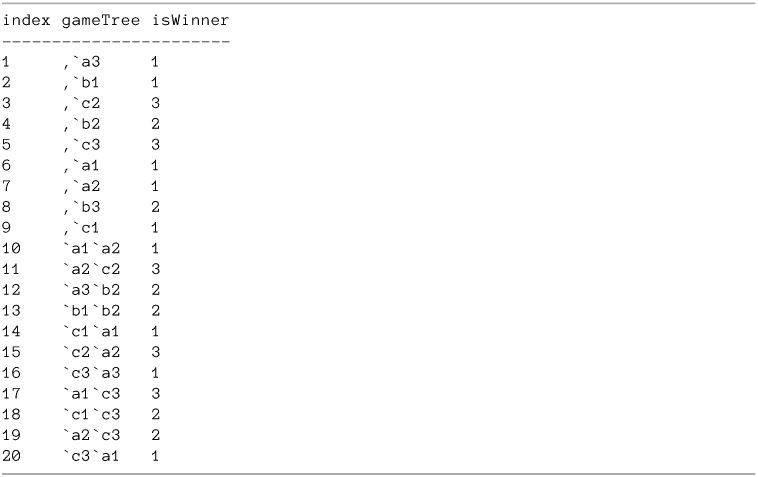 index gameTree isWinner
-----------------------
1     ,`a3     1
2     ,`b1     1
3     ,`c2     3
4     ,`b2     2
5     ,`c3     3
6     ,`a1     1
7     ,`a2     1
8     ,`b3     2
9     ,`c1     1
10    `a1`a2   1
11    `a2`c2   3
12    `a3`b2   2
13    `b1`b2   2
14    `c1`a1   1
15    `c2`a2   3
16    `c3`a3   1
17    `a1`c3   3
18    `c1`c3   2
19    `a2`c3   2
20    `c3`a1   1